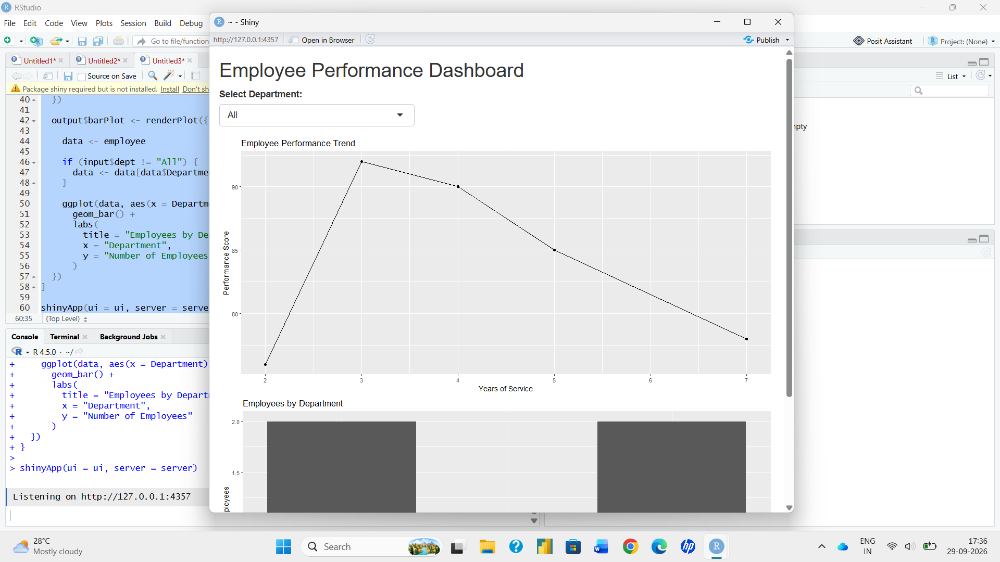 RStudio
File Edit Code View Plots Session Build Debug
~ - Shiny
http://127.0.0.1:4357 Open in Browser Publish
Go to file/function
Posit Assistant Project: (None)
Untitled1* Untitled2* Untitled3*
Source on Save
List
Package shiny required but is not installed. Install Don't sh
40 })
41
42 output$barPlot <- renderPlot({
43
44 data <- employee
45
46 if (input$dept != "All") {
47 data <- data[data$Departme
48 }
49
50 ggplot(data, aes(x = Departm
51 geom_bar() +
52 labs(
53 title = "Employees by De
54 x = "Department",
55 y = "Number of Employees
56 )
57 })
58 }
59
60 shinyApp(ui = ui, server = serve
60:35 (Top Level)
Console Terminal Background Jobs
R 4.5.0 · ~/
+ ggplot(data, aes(x = Department)
+ geom_bar() +
+ labs(
+ title = "Employees by Depart
+ x = "Department",
+ y = "Number of Employees"
+ )
+ })
+ }
>
> shinyApp(ui = ui, server = server)
Listening on http://127.0.0.1:4357
Employee Performance Dashboard
Select Department:
All
Employee Performance Trend
90
85
80
Performance Score
2 3 4 5 6 7
Years of Service
Employees by Department
2.0
1.5
ployees
mpty
28°C
Mostly cloudy
Search
ENG
IN
17:36
29-09-2026